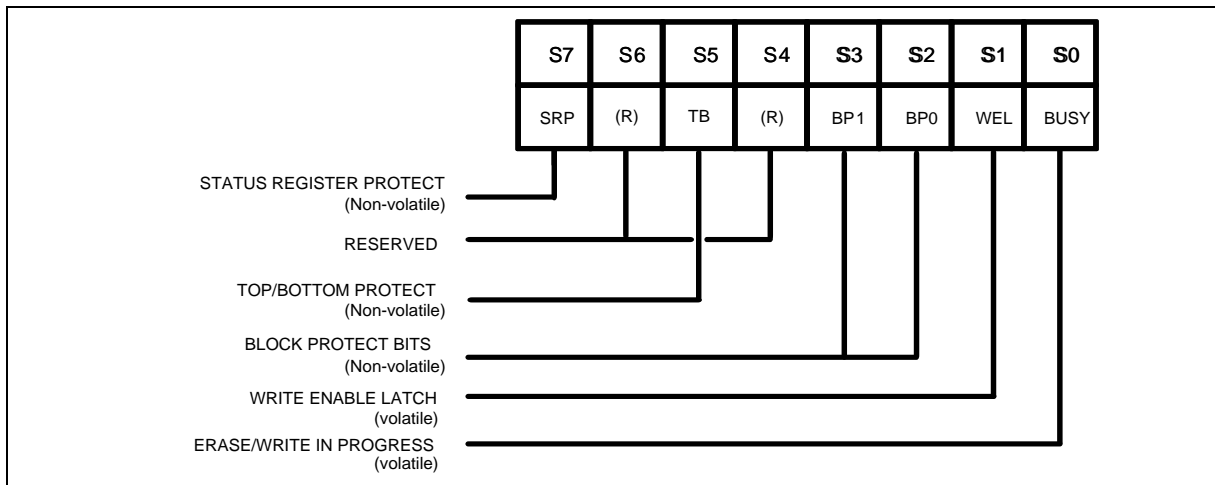 S7 S6 S5 S4 S3 S2 S1 S0
SRP (R) TB (R) BP1 BP0 WEL BUSY
STATUS REGISTER PROTECT
(Non-volatile)
RESERVED
TOP/BOTTOM PROTECT
(Non-volatile)
BLOCK PROTECT BITS
(Non-volatile)
WRITE ENABLE LATCH
(volatile)
ERASE/WRITE IN PROGRESS
(volatile)